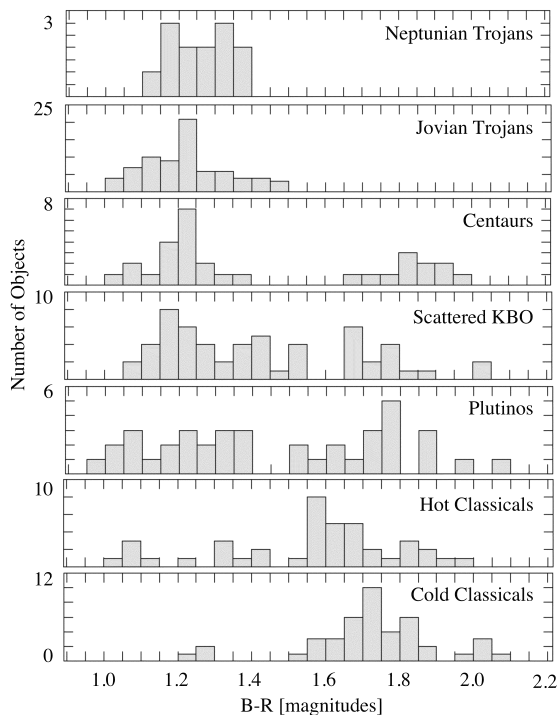 3
Neptunian Trojans
25
Jovian Trojans
8
Centaurs
10
Scattered KBO
6
Plutinos
10
Hot Classicals
12
Cold Classicals
0
Number of Objects
1.0 1.2 1.4 1.6 1.8 2.0 2.2
B-R [magnitudes]